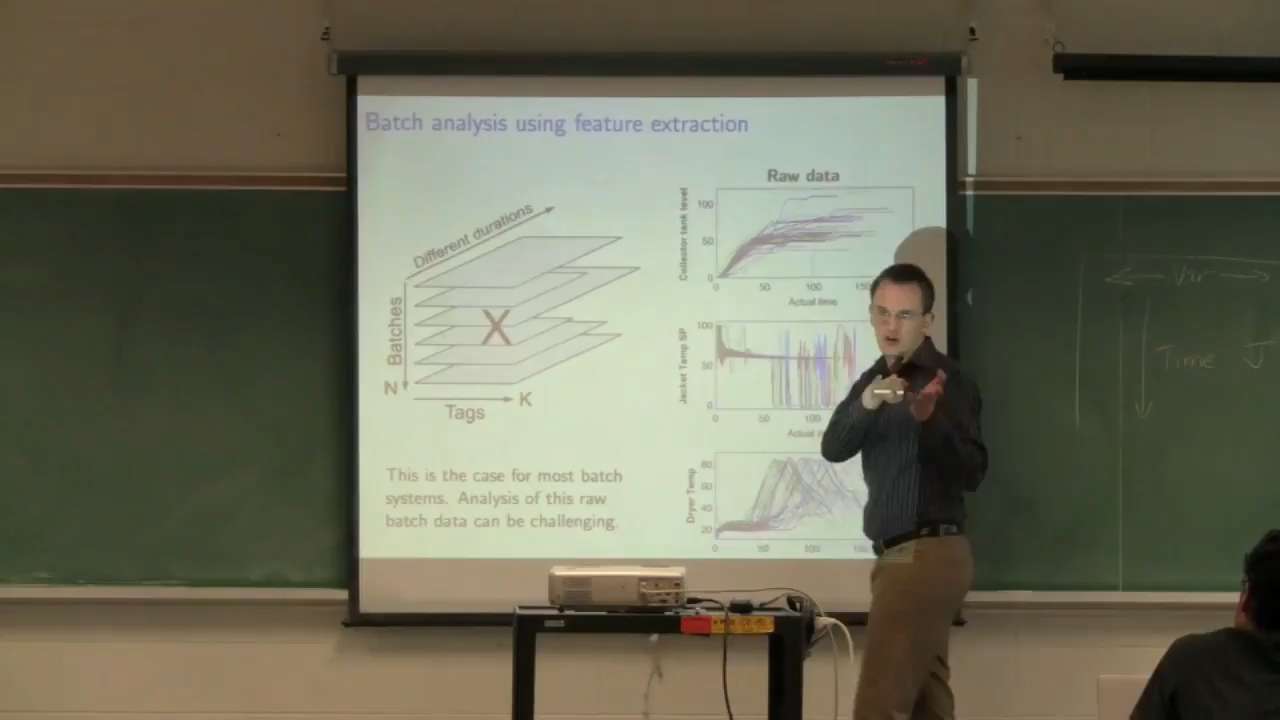 Batch analysis using feature extraction
Different durations
Batches
N
X
Tags
K
This is the case for most batch
systems. Analysis of this raw
batch data can be challenging.
Raw data
Collector tank level
100
50
0
0 50 100
Actual time
Jacket Temp SP
100
50
0
0 50 100
Actual
Dryer Temp
80
60
40
20
0 50 100
Var
Time J